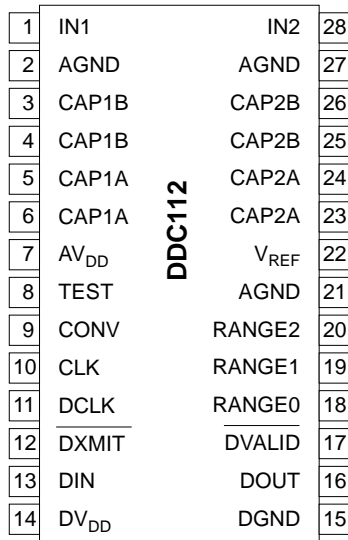 1 IN1 IN2 28
2 AGND AGND 27
3 CAP1B CAP2B 26
4 CAP1B CAP2B 25
5 CAP1A CAP2A 24
6 CAP1A CAP2A 23
DDC112
7 AVDD VREF 22
8 TEST AGND 21
9 CONV RANGE2 20
10 CLK RANGE1 19
11 DCLK RANGE0 18
12 DXMIT DVALID 17
13 DIN DOUT 16
14 DVDD DGND 15